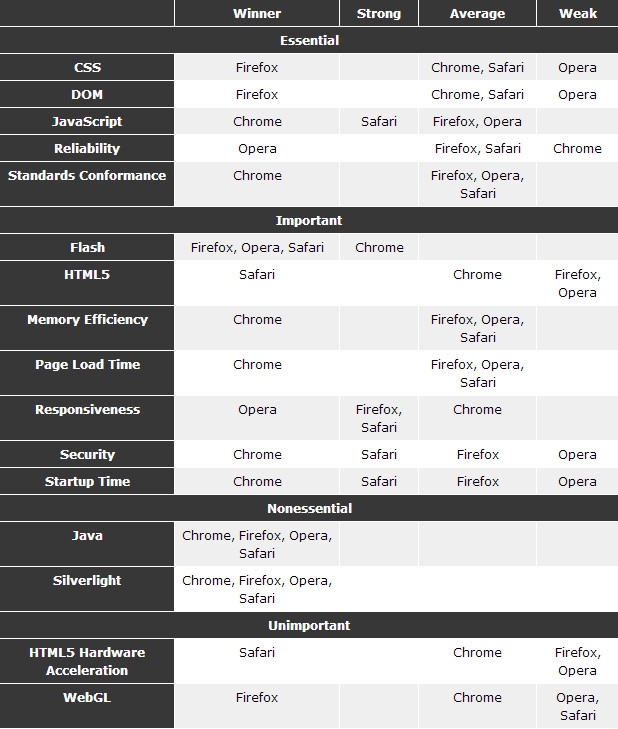 Winner Strong Average Weak
Essential
CSS Firefox Chrome, Safari Opera
DOM Firefox Chrome, Safari Opera
JavaScript Chrome Safari Firefox, Opera
Reliability Opera Firefox, Safari Chrome
Standards Conformance Chrome Firefox, Opera,
Safari
Important
Flash Firefox, Opera, Safari Chrome
HTML5 Safari Chrome Firefox,
Opera
Memory Efficiency Chrome Firefox, Opera,
Safari
Page Load Time Chrome Firefox, Opera,
Safari
Responsiveness Opera Firefox, Chrome
Safari
Security Chrome Safari Firefox Opera
Startup Time Chrome Safari Firefox Opera
Nonessential
Java Chrome, Firefox, Opera,
Safari
Silverlight Chrome, Firefox, Opera,
Safari
Unimportant
HTML5 Hardware Safari Chrome Firefox,
Acceleration Opera
WebGL Firefox Chrome Opera,
Safari